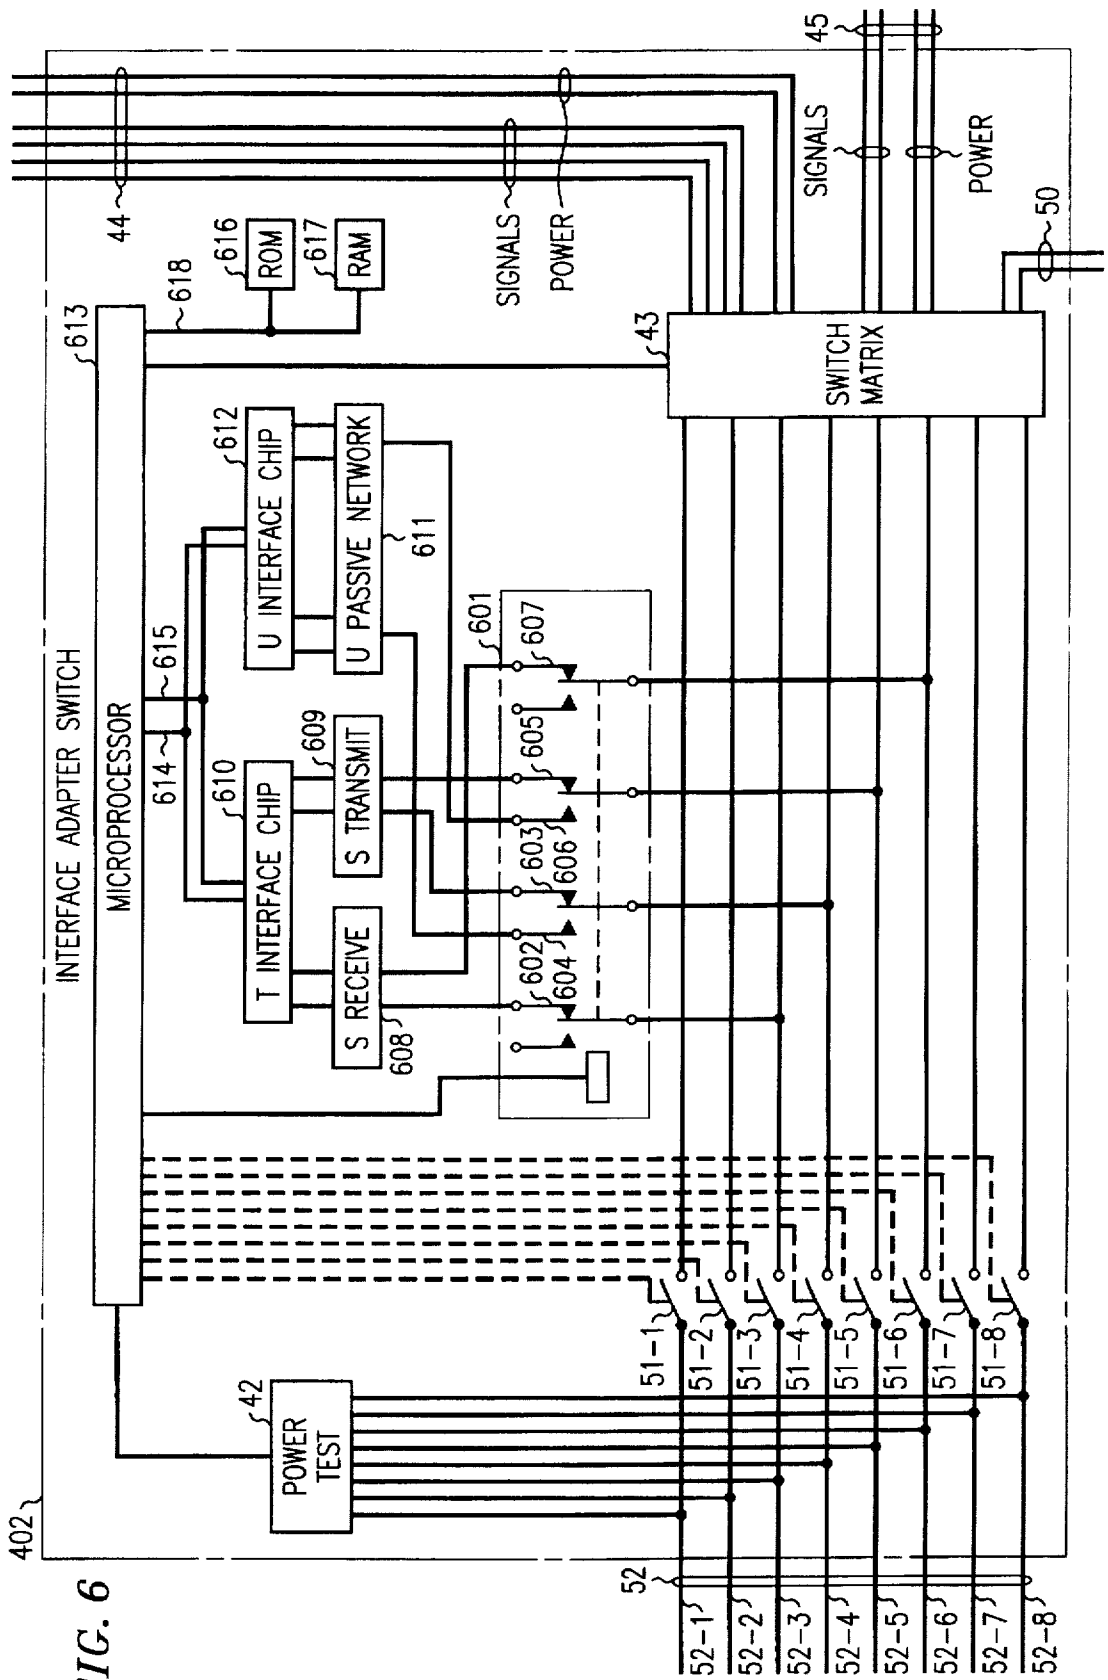 FIG. 6
402
INTERFACE ADAPTER SWITCH
613
MICROPROCESSOR
44
45
614
615
618
616
ROM
617
RAM
610
T INTERFACE CHIP
612
U INTERFACE CHIP
609
S RECEIVE
608
S TRANSMIT
U PASSIVE NETWORK
611
SIGNALS
POWER
SIGNALS
POWER
42
POWER
TEST
601
602
604
603
606
605
607
43
SWITCH
MATRIX
50
51-1
51-2
51-3
51-4
51-5
51-6
51-7
51-8
52
52-1
52-2
52-3
52-4
52-5
52-6
52-7
52-8